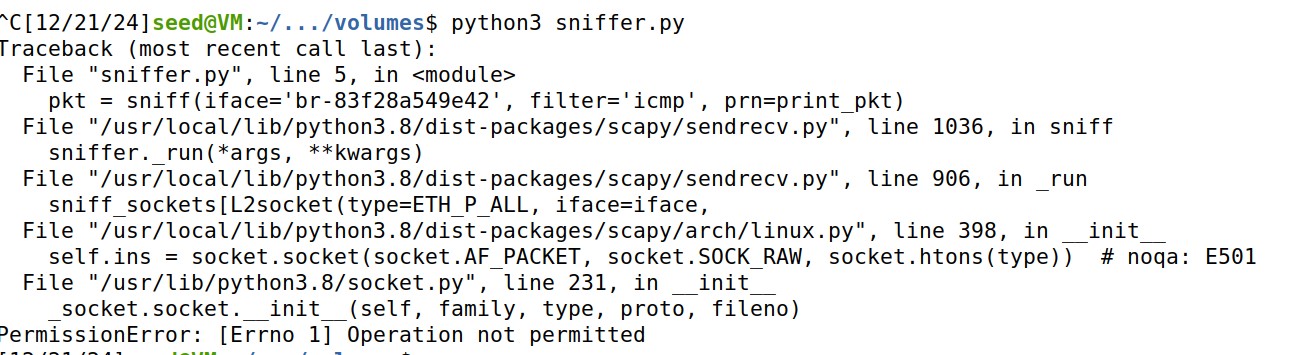 ^C[12/21/24]seed@VM:~/.../volumes$ python3 sniffer.py
Traceback (most recent call last):
  File "sniffer.py", line 5, in <module>
    pkt = sniff(iface='br-83f28a549e42', filter='icmp', prn=print_pkt)
  File "/usr/local/lib/python3.8/dist-packages/scapy/sendrecv.py", line 1036, in sniff
    sniffer._run(*args, **kwargs)
  File "/usr/local/lib/python3.8/dist-packages/scapy/sendrecv.py", line 906, in _run
    sniff_sockets[L2socket(type=ETH_P_ALL, iface=iface,
  File "/usr/local/lib/python3.8/dist-packages/scapy/arch/linux.py", line 398, in __init__
    self.ins = socket.socket(socket.AF_PACKET, socket.SOCK_RAW, socket.htons(type))  # noqa: E501
  File "/usr/lib/python3.8/socket.py", line 231, in __init__
    _socket.socket.__init__(self, family, type, proto, fileno)
PermissionError: [Errno 1] Operation not permitted